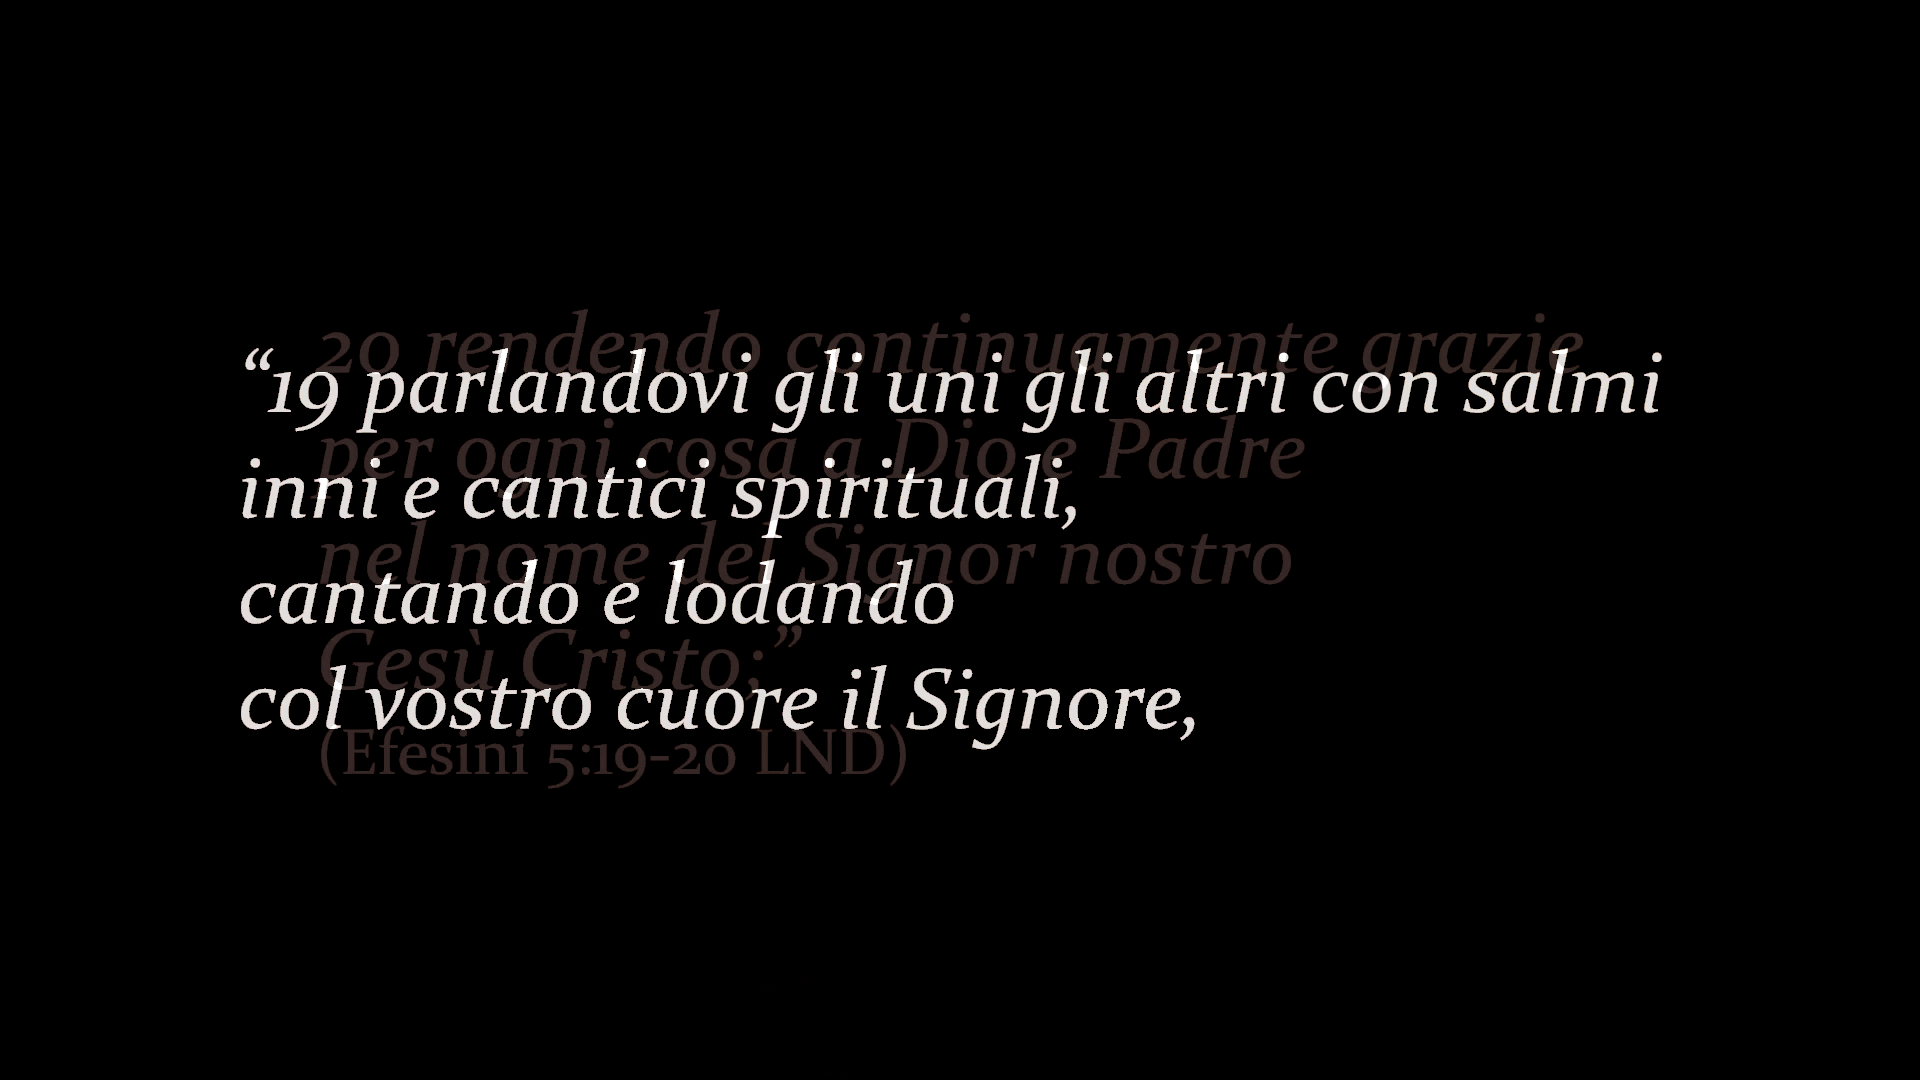 “19 parlandovi gli uni gli altri con salmi
inni e cantici spirituali,
cantando e lodando
col vostro cuore il Signore,
20 rendendo continuamente grazie
per ogni cosa a Dio e Padre
nel nome del Signor nostro
Gesù Cristo;”
(Efesini 5:19-20 LND)